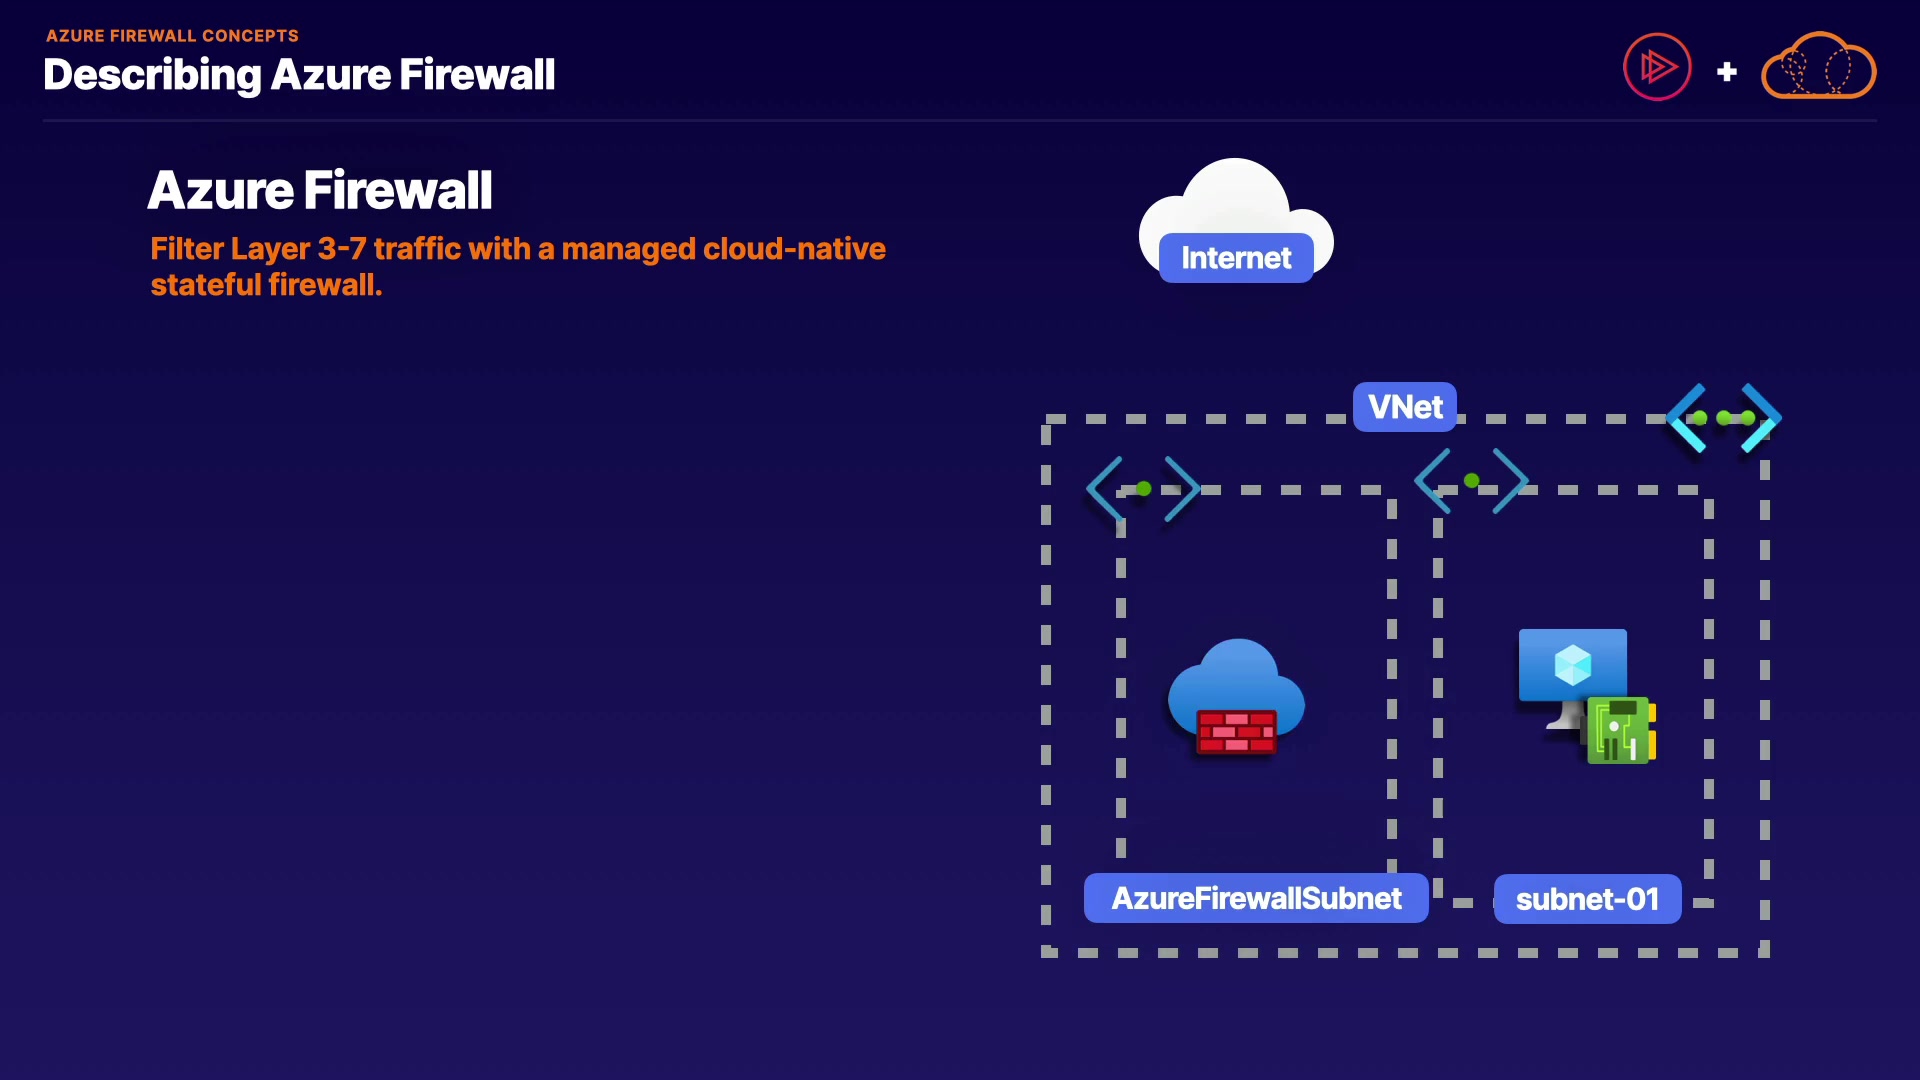 AZURE FIREWALL CONCEPTS
Describing Azure Firewall
Azure Firewall
Filter Layer 3-7 traffic with a managed cloud-native
stateful firewall.
Internet
VNet
AzureFirewallSubnet
subnet-01